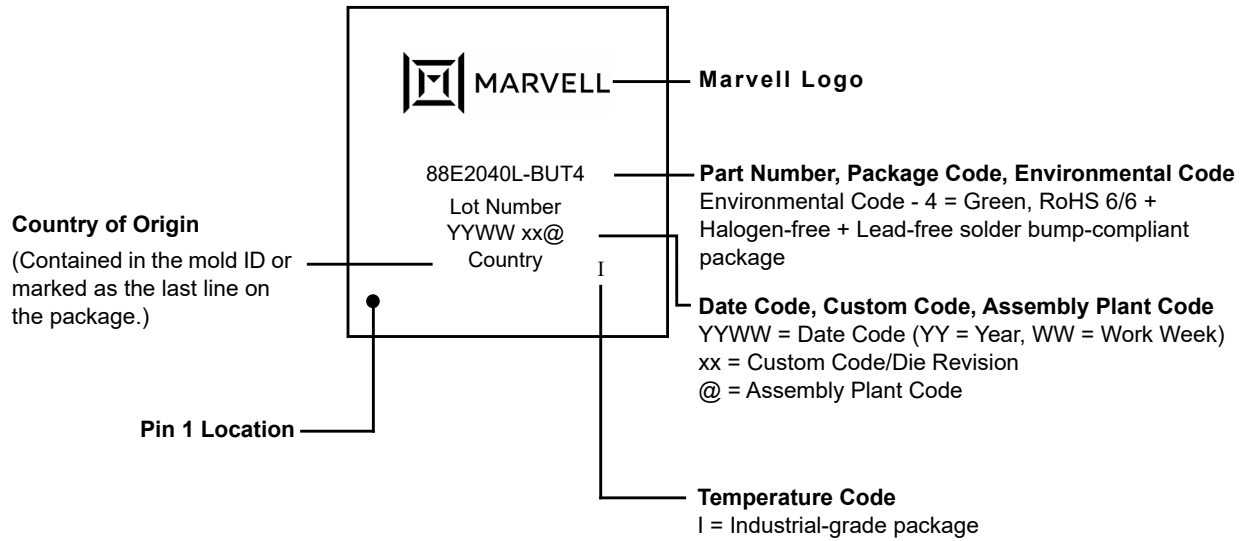 MARVELL
Marvell Logo
88E2040L-BUT4
Part Number, Package Code, Environmental Code
Environmental Code - 4 = Green, RoHS 6/6 +
Halogen-free + Lead-free solder bump-compliant
package
Lot Number
YYWW xx@
Country
I
Country of Origin
(Contained in the mold ID or
marked as the last line on
the package.)
Date Code, Custom Code, Assembly Plant Code
YYWW = Date Code (YY = Year, WW = Work Week)
xx = Custom Code/Die Revision
@ = Assembly Plant Code
Pin 1 Location
Temperature Code
I = Industrial-grade package